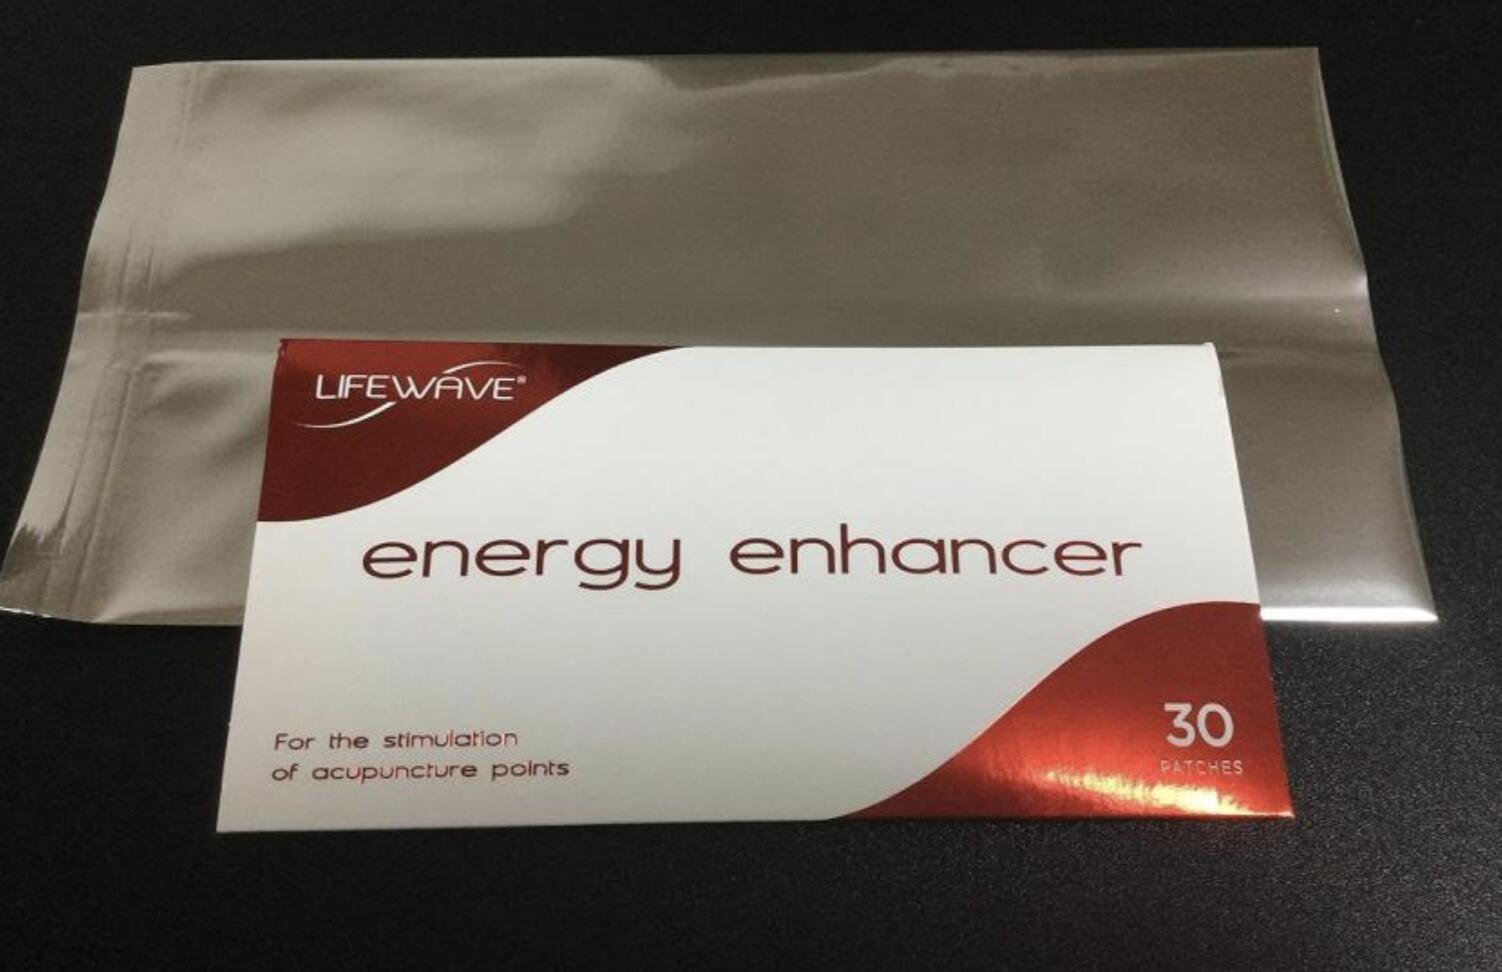 LIFEWAVE®
energy enhancer
For the stimulation
of acupuncture points
30
PATCHES